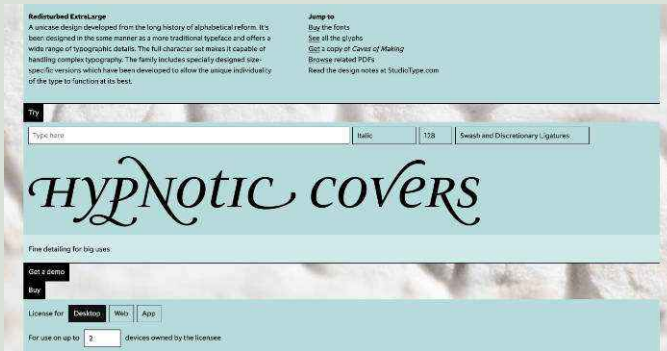 Redisturbed ExtraLarge
A unicase design developed from the long history of alphabetical reform. It's
been designed in the same manner as a more traditional typeface and offers a
wide range of typographic details. The full character set makes it capable of
handling complex typography. The family includes specially designed size-
specific versions which have been developed to allow the unique individuality
of the type to function at its best.
Jump to
Buy the fonts
See all the glyphs
Get a copy of Caves of Making
Browse related PDFs
Read the design notes at StudioType.com
Try
Type here
Italic
128
Swash and Discretionary Ligatures
HYPNOTIC COVeRS
Fine detailing for big uses
Get a demo
Buy
License for Desktop Web App
For use on up to 2 devices owned by the licensee